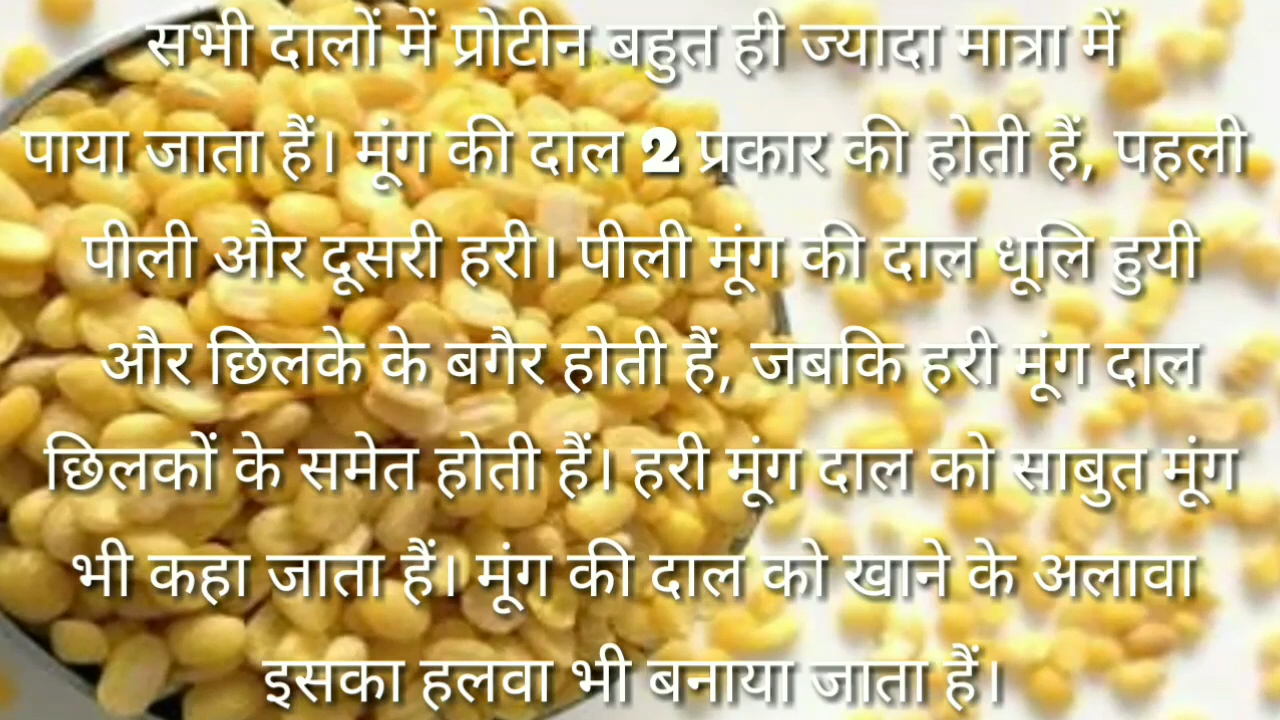 सभी दालों में प्रोटीन बहुत ही ज्यादा मात्रा में
पाया जाता हैं। मूंग की दाल 2 प्रकार की होती हैं, पहली
पीली और दूसरी हरी। पीली मूंग की दाल धूलि हुयी
और छिलके के बगैर होती हैं, जबकि हरी मूंग दाल
छिलकों के समेत होती हैं। हरी मूंग दाल को साबुत मूंग
भी कहा जाता हैं। मूंग की दाल को खाने के अलावा
इसका हलवा भी बनाया जाता हैं।